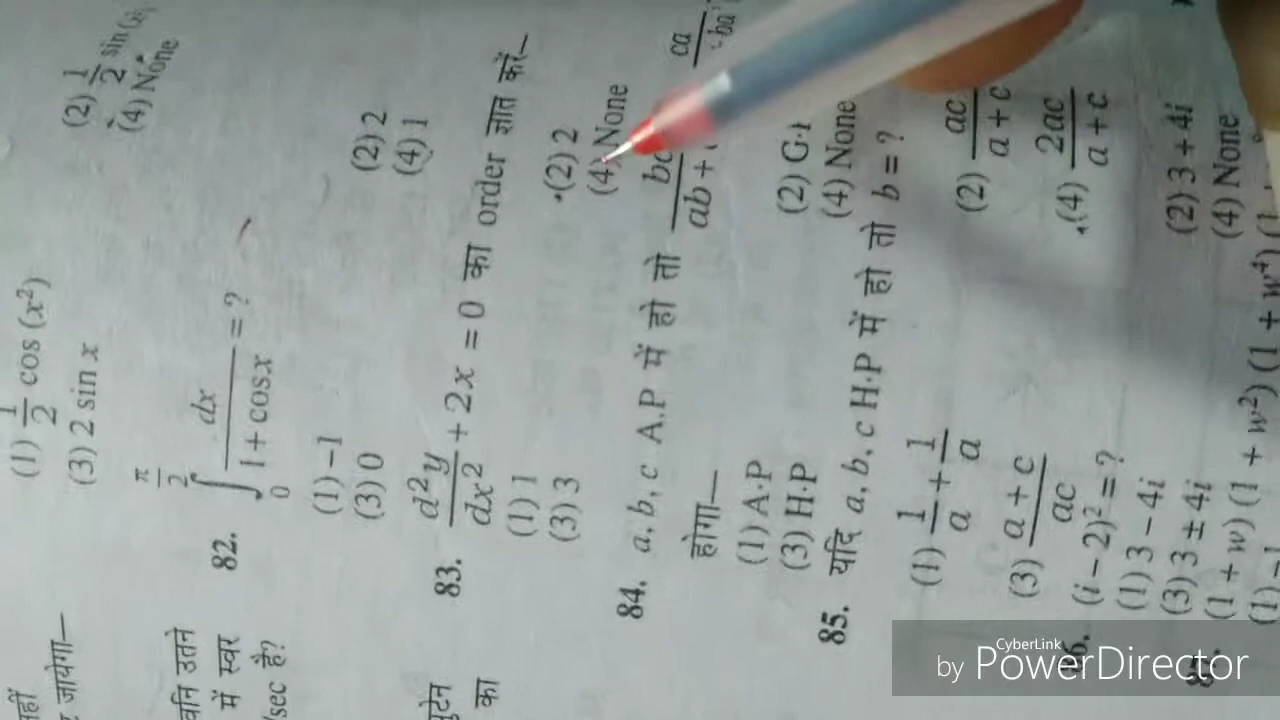 (1) 1/2 cos (x²)
(2) 1/2 sin
(3) 2 sin x
(4) None
82. ∫₀^(π/2) dx/(1 + cosx) = ?
(1) –1
(2) 2
(3) 0
(4) 1
83. d²y/dx² + 2x = 0 का order ज्ञात करें—
(1) 1
(2) 2
(3) 3
(4) None
84. a, b, c A.P में हो तो
ab +
ca
होगा—
(1) A·P
(2) G·
(3) H·P
(4) None
85. यदि a, b, c H·P में हो तो b = ?
(1) 1/a + 1/a
(2) ac/(a + c)
(3) (a + c)/ac
(4) 2ac/(a + c)
(i – 2)² = ?
(1) 3 – 4i
(2) 3 + 4i
(3) 3 ± 4i
(4) None
(1 + w) (1 + w²) (1 + w⁴)
(1) –1
जायेगा—
उतने
में स्वर
/sec है?
का
CyberLink
by PowerDirector